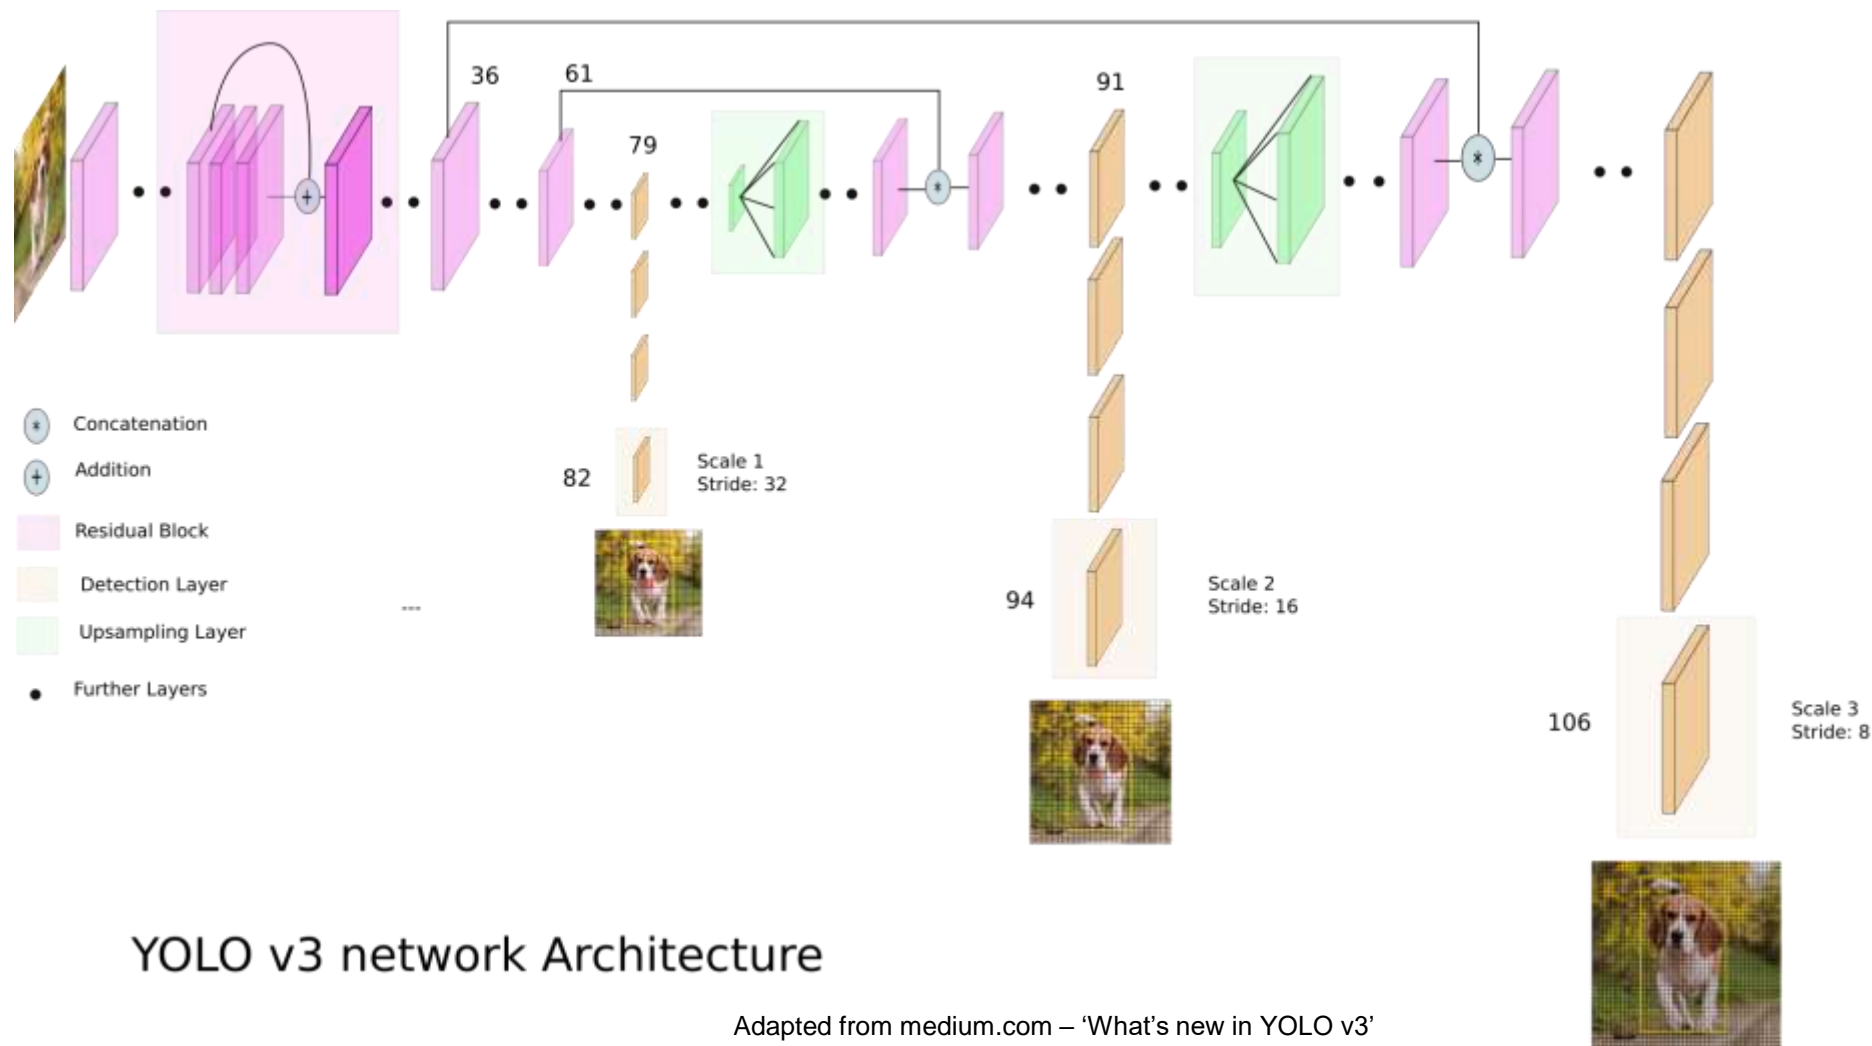 36
61
91
79
+
*
*
Concatenation
*
Addition
+
Residual Block
Detection Layer
Upsampling Layer
Further Layers
---
82
Scale 1
Stride: 32
94
Scale 2
Stride: 16
106
Scale 3
Stride: 8
YOLO v3 network Architecture
Adapted from medium.com – ‘What’s new in YOLO v3’